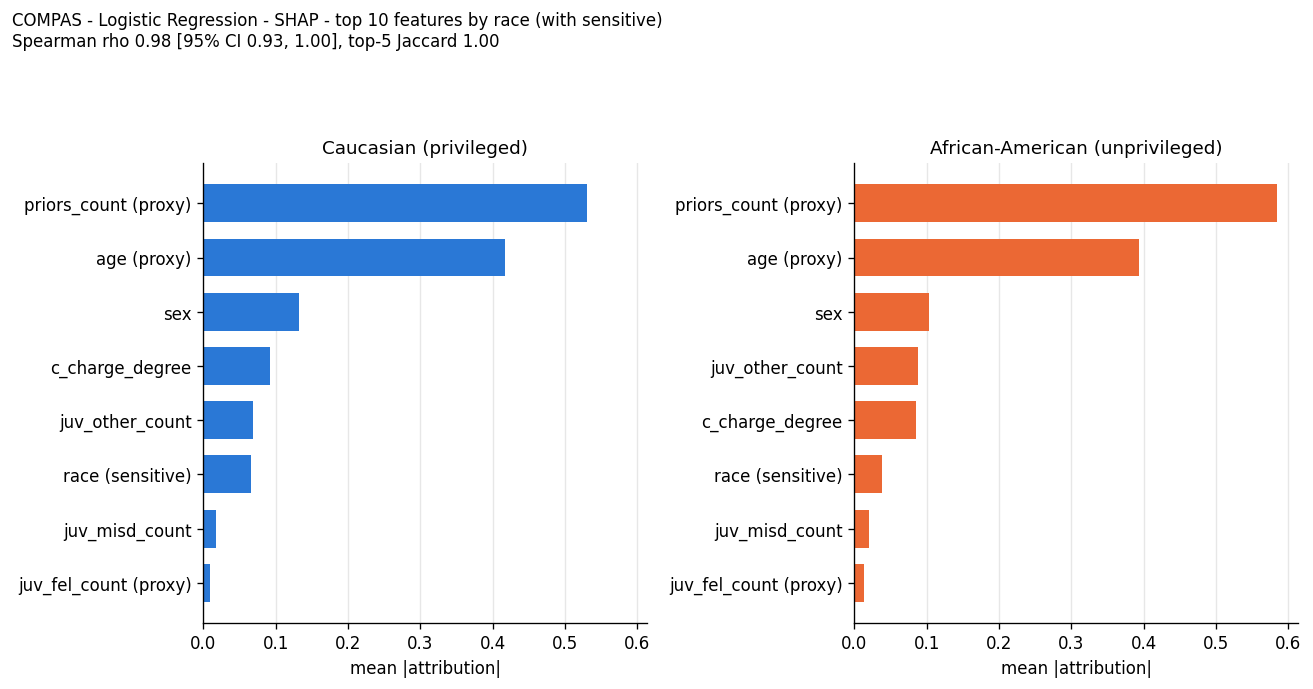 COMPAS - Logistic Regression - SHAP - top 10 features by race (with sensitive)
Spearman rho 0.98 [95% CI 0.93, 1.00], top-5 Jaccard 1.00
Caucasian (privileged)
priors_count (proxy)
age (proxy)
sex
c_charge_degree
juv_other_count
race (sensitive)
juv_misd_count
juv_fel_count (proxy)
0.0 0.1 0.2 0.3 0.4 0.5 0.6
mean |attribution|
African-American (unprivileged)
priors_count (proxy)
age (proxy)
sex
juv_other_count
c_charge_degree
race (sensitive)
juv_misd_count
juv_fel_count (proxy)
0.0 0.1 0.2 0.3 0.4 0.5 0.6
mean |attribution|